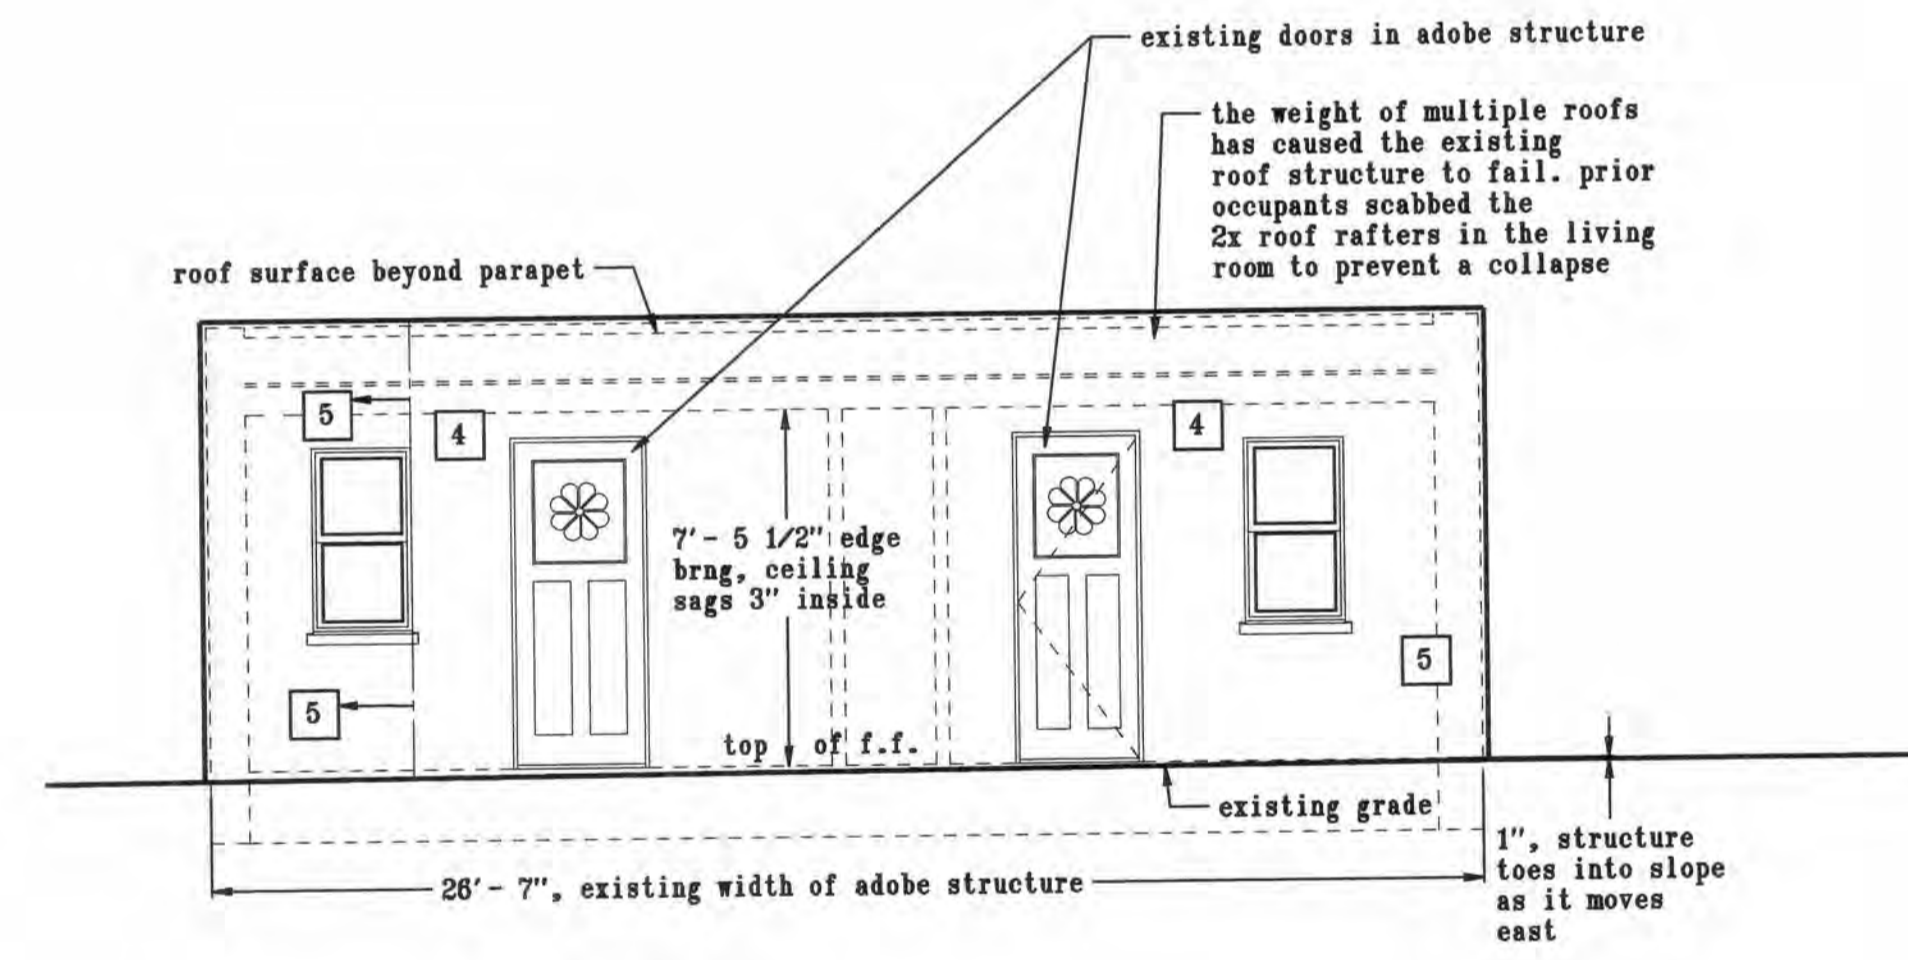 existing doors in adobe structure
the weight of multiple roofs
has caused the existing
roof structure to fail. prior
occupants scabbed the
2x roof rafters in the living
room to prevent a collapse
roof surface beyond parapet
5
4
4
7'- 5 1/2" edge
brng, ceiling
sags 3" inside
5
5
top of f.f.
existing grade
1", structure
toes into slope
as it moves
east
26'- 7", existing width of adobe structure